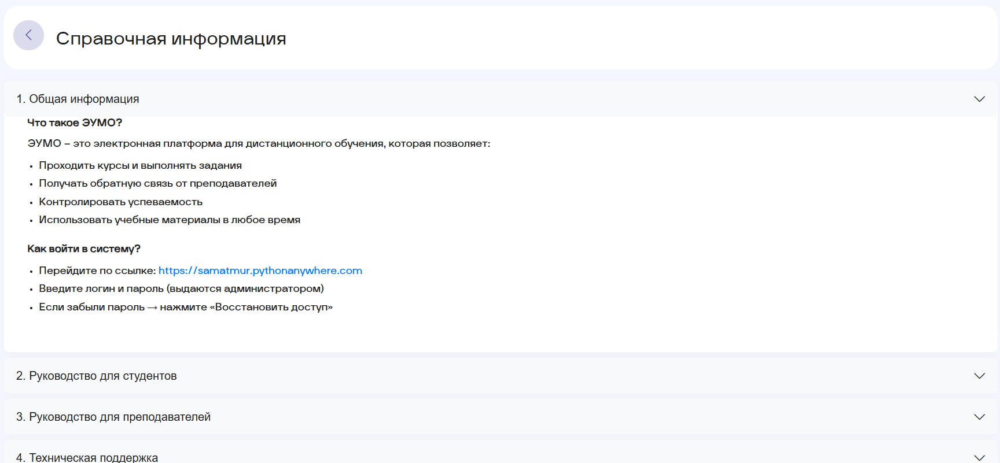 Справочная информация
1. Общая информация
Что такое ЭУМО?
ЭУМО – это электронная платформа для дистанционного обучения, которая позволяет:
• Проходить курсы и выполнять задания
• Получать обратную связь от преподавателей
• Контролировать успеваемость
• Использовать учебные материалы в любое время
Как войти в систему?
• Перейдите по ссылке: https://samatmur.pythonanywhere.com
• Введите логин и пароль (выдаются администратором)
• Если забыли пароль → нажмите «Восстановить доступ»
2. Руководство для студентов
3. Руководство для преподавателей
4. Техническая поддержка